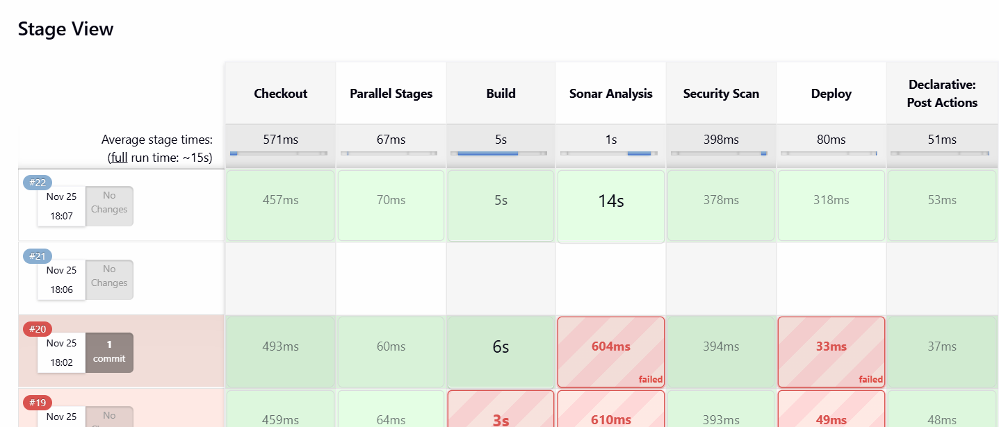 Stage View
Checkout
Parallel Stages
Build
Sonar Analysis
Security Scan
Deploy
Declarative:
Post Actions
Average stage times:
(full run time: ~15s)
571ms
67ms
5s
1s
398ms
80ms
51ms
#22
Nov 25
18:07
No
Changes
457ms
70ms
5s
14s
378ms
318ms
53ms
#21
Nov 25
18:06
No
Changes
#20
Nov 25
18:02
1
commit
493ms
60ms
6s
604ms
failed
394ms
33ms
failed
37ms
#19
Nov 25
No
459ms
64ms
3s
610ms
393ms
49ms
48ms